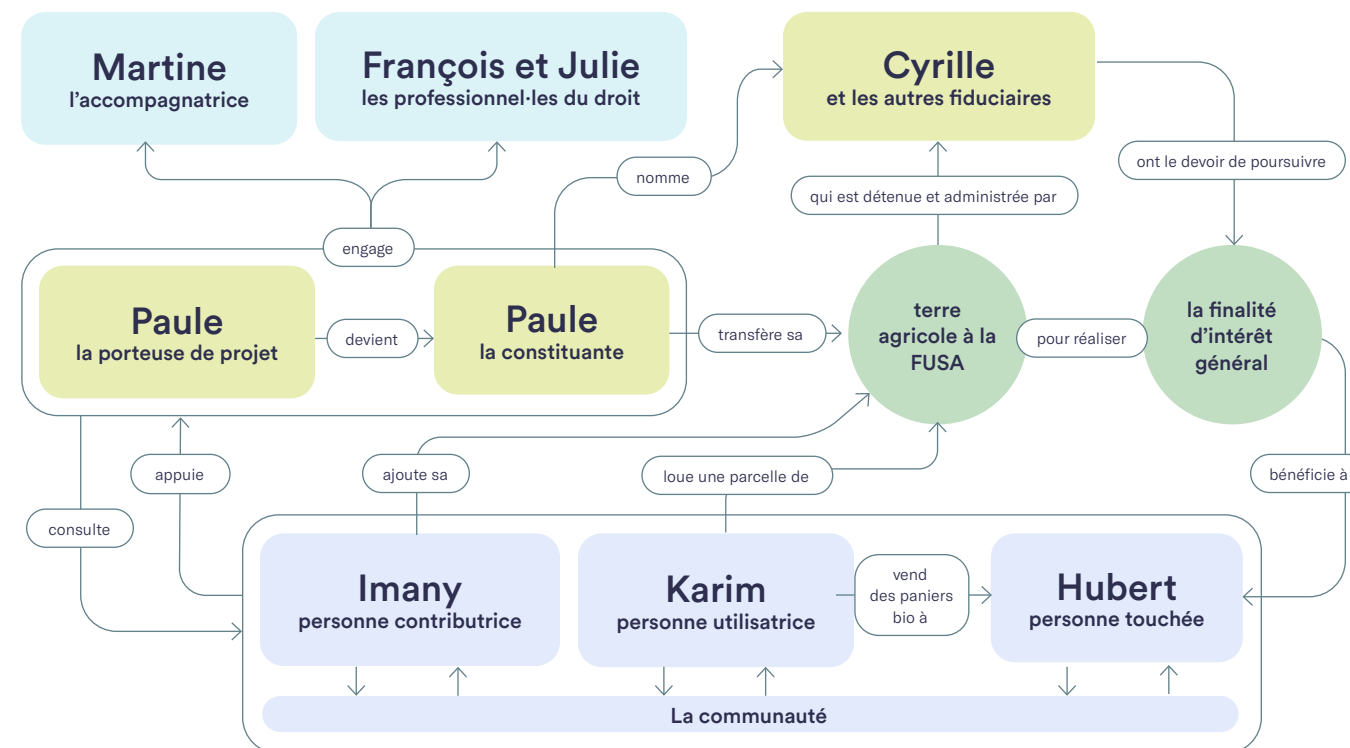 Martine
l'accompagnatrice
François et Julie
les professionnel·les du droit
Cyrille
et les autres fiduciaires
nomme
ont le devoir de poursuivre
qui est détenue et administrée par
engage
Paule
la porteuse de projet
devient
Paule
la constituante
transfère sa
terre
agricole à la
FUSA
pour réaliser
la finalité
d'intérêt
général
appuie
ajoute sa
loue une parcelle de
bénéficie à
consulte
Imany
personne contributrice
Karim
personne utilisatrice
vend
des paniers
bio à
Hubert
personne touchée
La communauté